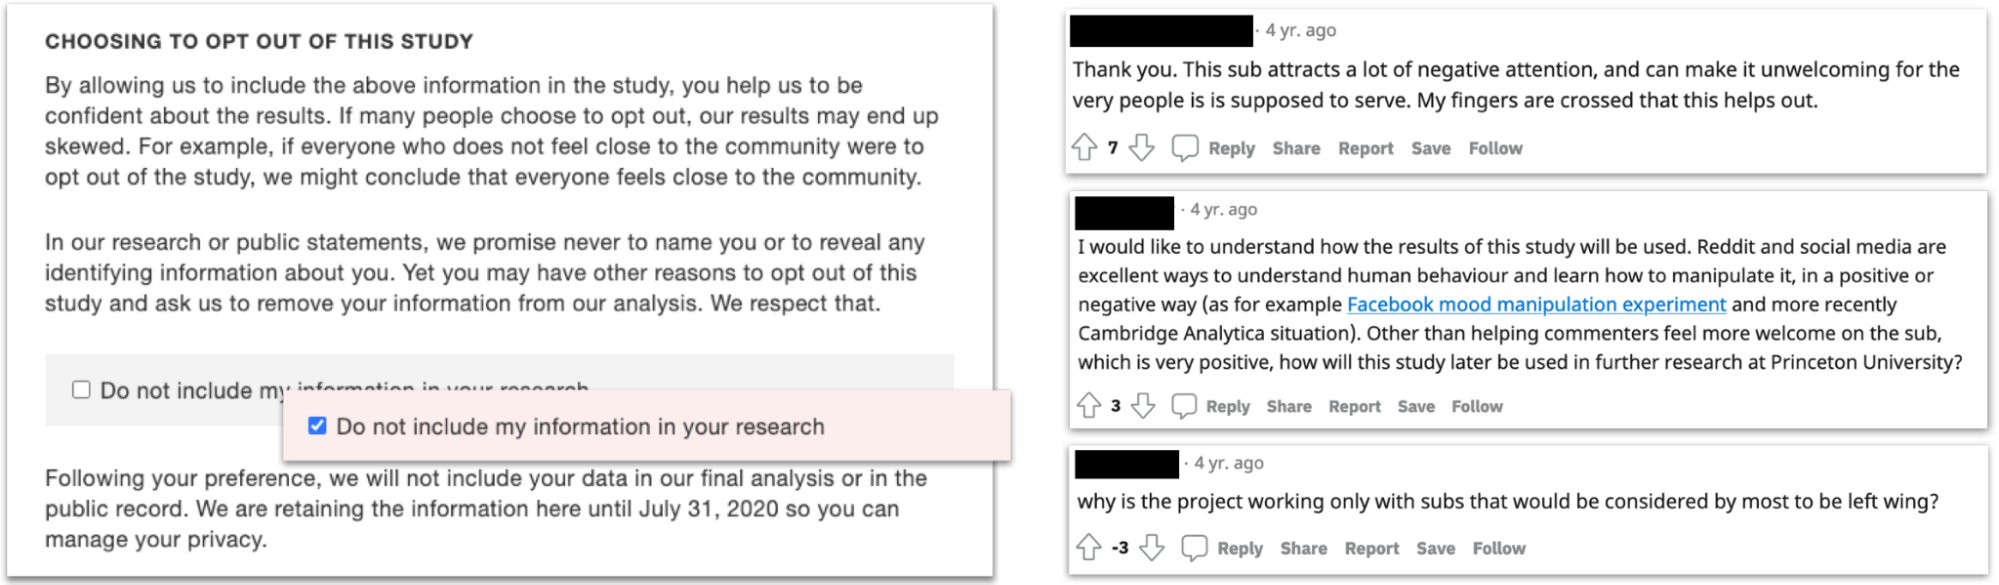 CHOOSING TO OPT OUT OF THIS STUDY
By allowing us to include the above information in the study, you help us to be
confident about the results. If many people choose to opt out, our results may end up
skewed. For example, if everyone who does not feel close to the community were to
opt out of the study, we might conclude that everyone feels close to the community.
In our research or public statements, we promise never to name you or to reveal any
identifying information about you. Yet you may have other reasons to opt out of this
study and ask us to remove your information from our analysis. We respect that.
Do not include my information in your research
Do not include my information in your research
Following your preference, we will not include your data in our final analysis or in the
public record. We are retaining the information here until July 31, 2020 so you can
manage your privacy.
· 4 yr. ago
Thank you. This sub attracts a lot of negative attention, and can make it unwelcoming for the
very people is is supposed to serve. My fingers are crossed that this helps out.
7 Reply Share Report Save Follow
· 4 yr. ago
I would like to understand how the results of this study will be used. Reddit and social media are
excellent ways to understand human behaviour and learn how to manipulate it, in a positive or
negative way (as for example Facebook mood manipulation experiment and more recently
Cambridge Analytica situation). Other than helping commenters feel more welcome on the sub,
which is very positive, how will this study later be used in further research at Princeton University?
3 Reply Share Report Save Follow
· 4 yr. ago
why is the project working only with subs that would be considered by most to be left wing?
-3 Reply Share Report Save Follow